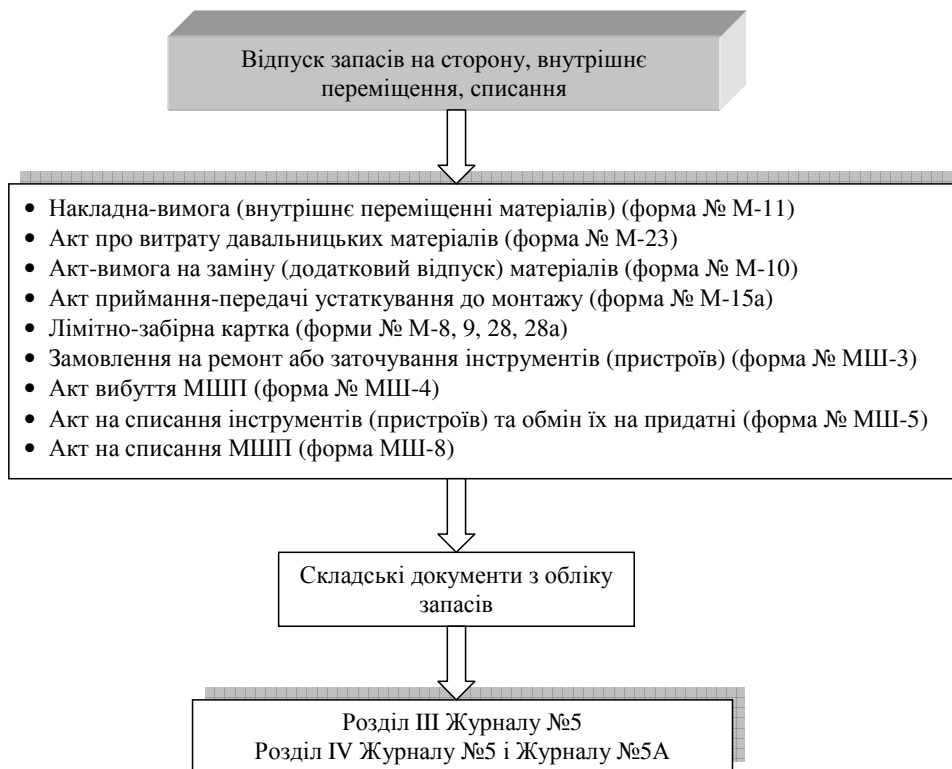 Відпуск запасів на сторону, внутрішнє
переміщення, списання
• Накладна-вимога (внутрішнє переміщенні матеріалів) (форма № М-11)
• Акт про витрату давальницьких матеріалів (форма № М-23)
• Акт-вимога на заміну (додатковий відпуск) матеріалів (форма № М-10)
• Акт приймання-передачі устаткування до монтажу (форма № М-15а)
• Лімітно-забірна картка (форми № М-8, 9, 28, 28а)
• Замовлення на ремонт або заточування інструментів (пристроїв) (форма № МШ-3)
• Акт вибуття МШП (форма № МШ-4)
• Акт на списання інструментів (пристроїв) та обмін їх на придатні (форма № МШ-5)
• Акт на списання МШП (форма МШ-8)
Складські документи з обліку
запасів
Розділ ІІІ Журналу №5
Розділ IV Журналу №5 і Журналу №5А